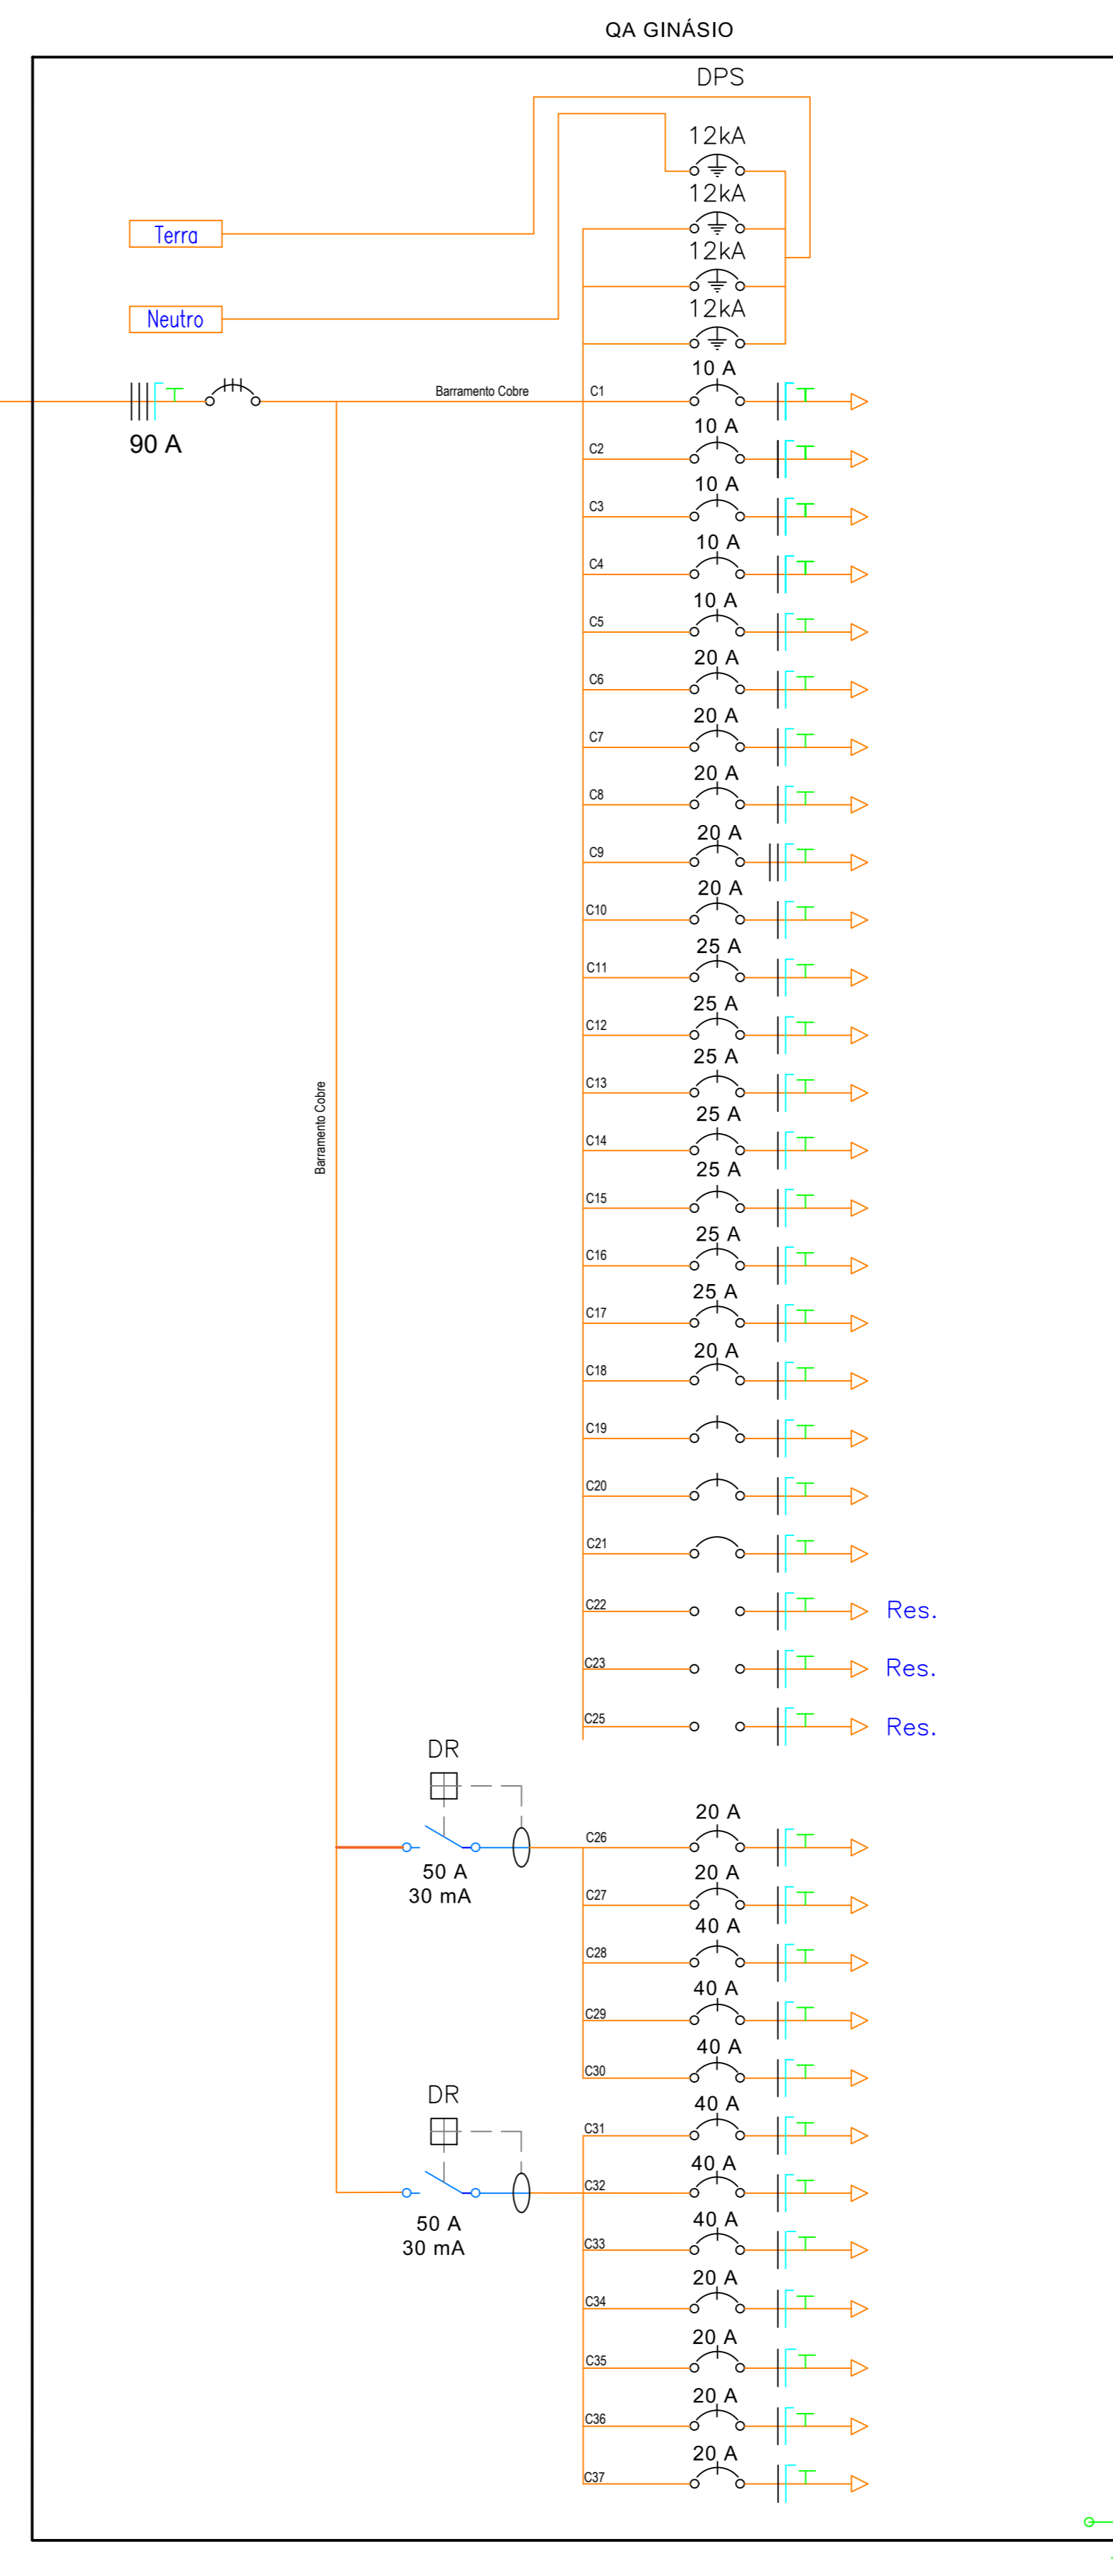 QA GINÁSIO
DPS
12kA
12kA
Terra
12kA
Neutro
12kA
10 A
Barramento Cobre
C1
90 A
10 A
C2
10 A
C3
10 A
C4
10 A
C5
20 A
C6
20 A
C7
20 A
C8
20 A
C9
20 A
C10
25 A
C11
25 A
C12
25 A
C13
Barramento Cobre
25 A
C14
25 A
C15
25 A
C16
25 A
C17
20 A
C18
C19
C20
C21
C22
Res.
C23
Res.
C25
Res.
DR
50 A
30 mA
20 A
C26
20 A
C27
40 A
C28
40 A
C29
40 A
C30
DR
50 A
30 mA
40 A
C31
40 A
C32
40 A
C33
20 A
C34
20 A
C35
20 A
C36
20 A
C37